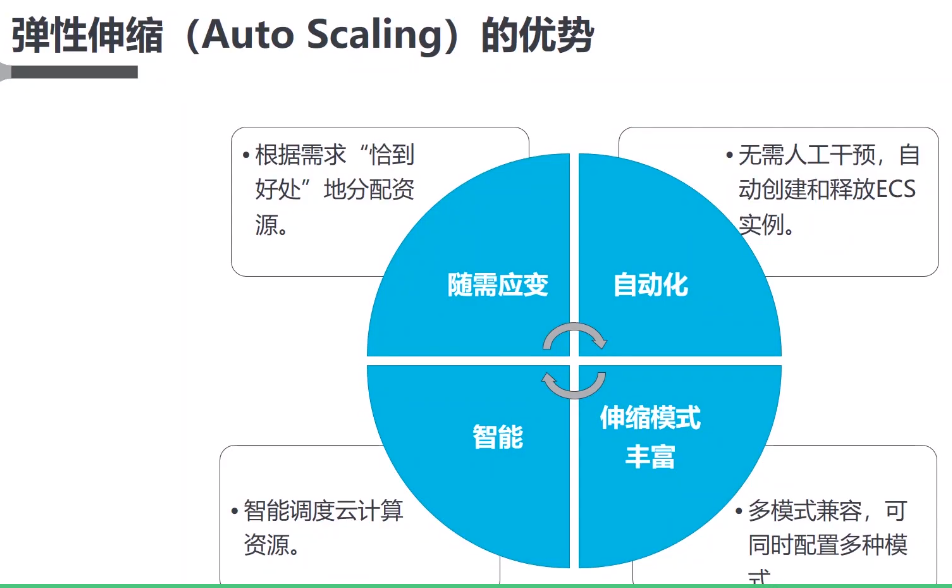 弹性伸缩（Auto Scaling）的优势
•根据需求“恰到
好处”地分配资
源。
•无需人工干预，自
动创建和释放ECS
实例。
随需应变
自动化
智能
伸缩模式
丰富
•智能调度云计算
资源。
•多模式兼容，可
同时配置多种模
式